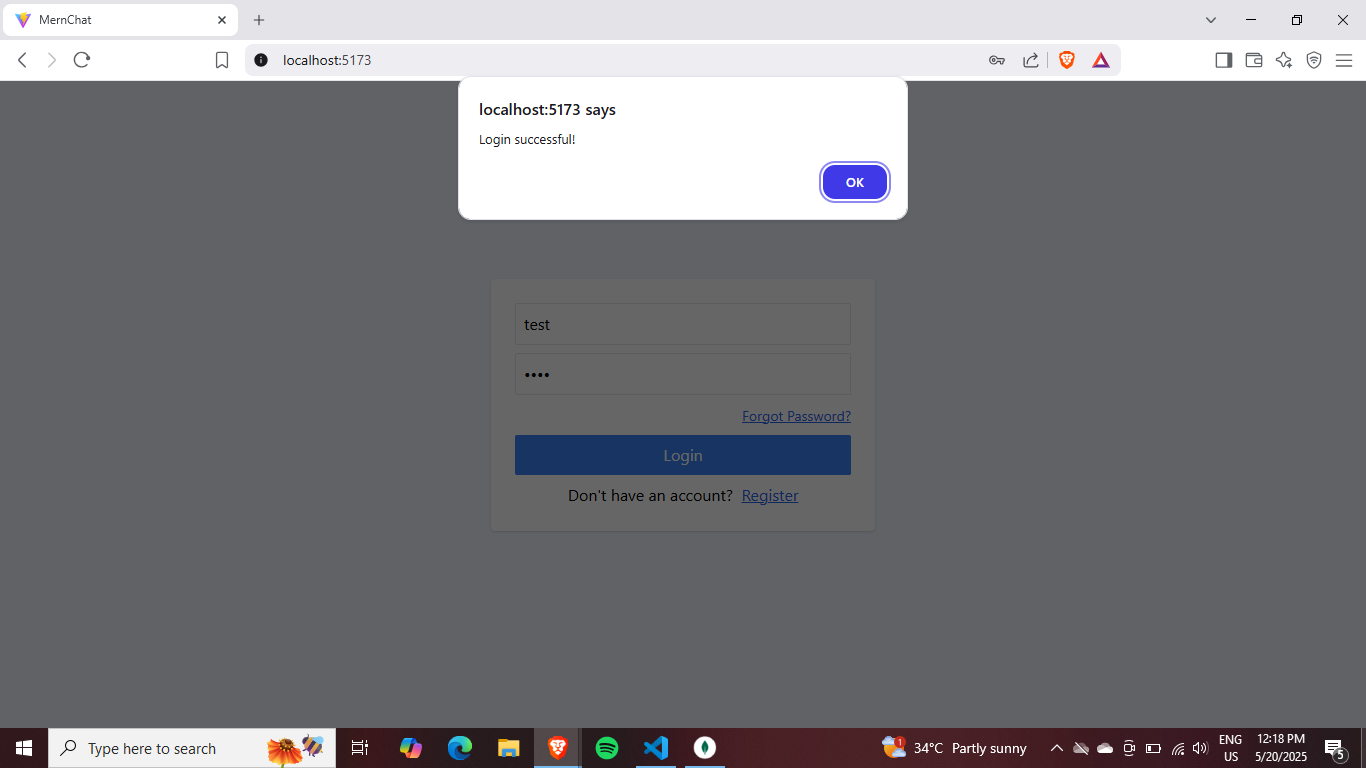 MernChat
localhost:5173
localhost:5173 says
Login successful!
OK
test
••••
Forgot Password?
Login
Don't have an account? Register
Type here to search
1
34°C Partly sunny
ENG
US
12:18 PM
5/20/2025
5